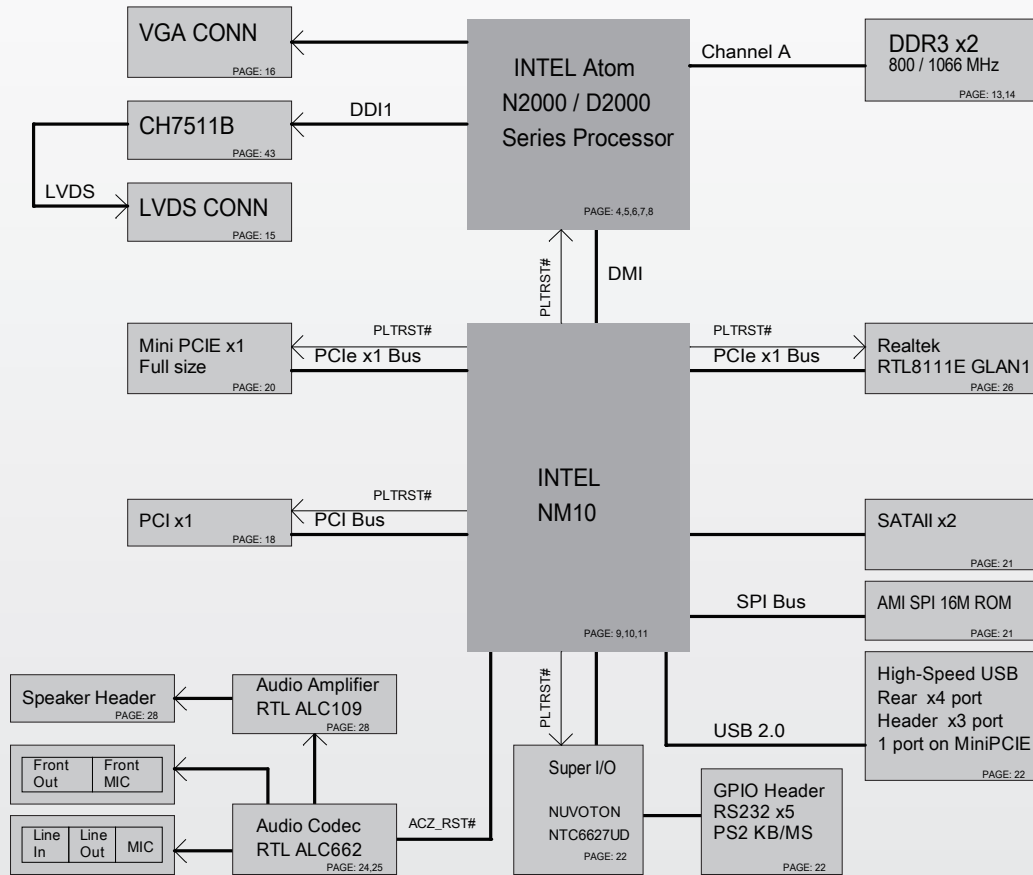 VGA CONN
PAGE: 16
INTEL Atom
N2000 / D2000
Series Processor
PAGE: 4,5,6,7,8
Channel A
DDR3 x2
800 / 1066 MHz
PAGE: 13,14
CH7511B
PAGE: 43
DDI1
LVDS
LVDS CONN
PAGE: 15
PLTRST#
DMI
Mini PCIE x1
Full size
PAGE: 20
PLTRST#
PCIe x1 Bus
PLTRST#
PCIe x1 Bus
Realtek
RTL8111E GLAN1
PAGE: 26
INTEL
NM10
PAGE: 9,10,11
PCI x1
PAGE: 18
PLTRST#
PCI Bus
SATAII x2
PAGE: 21
SPI Bus
AMI SPI 16M ROM
PAGE: 21
High-Speed USB
Rear x4 port
Header x3 port
1 port on MiniPCIE
PAGE: 22
USB 2.0
Speaker Header
PAGE: 28
Audio Amplifier
RTL ALC109
PAGE: 28
PLTRST#
Front
Out
Front
MIC
Line
In
Line
Out
MIC
Audio Codec
RTL ALC662
PAGE: 24,25
ACZ_RST#
Super I/O
NUVOTON
NTC6627UD
PAGE: 22
GPIO Header
RS232 x5
PS2 KB/MS
PAGE: 22